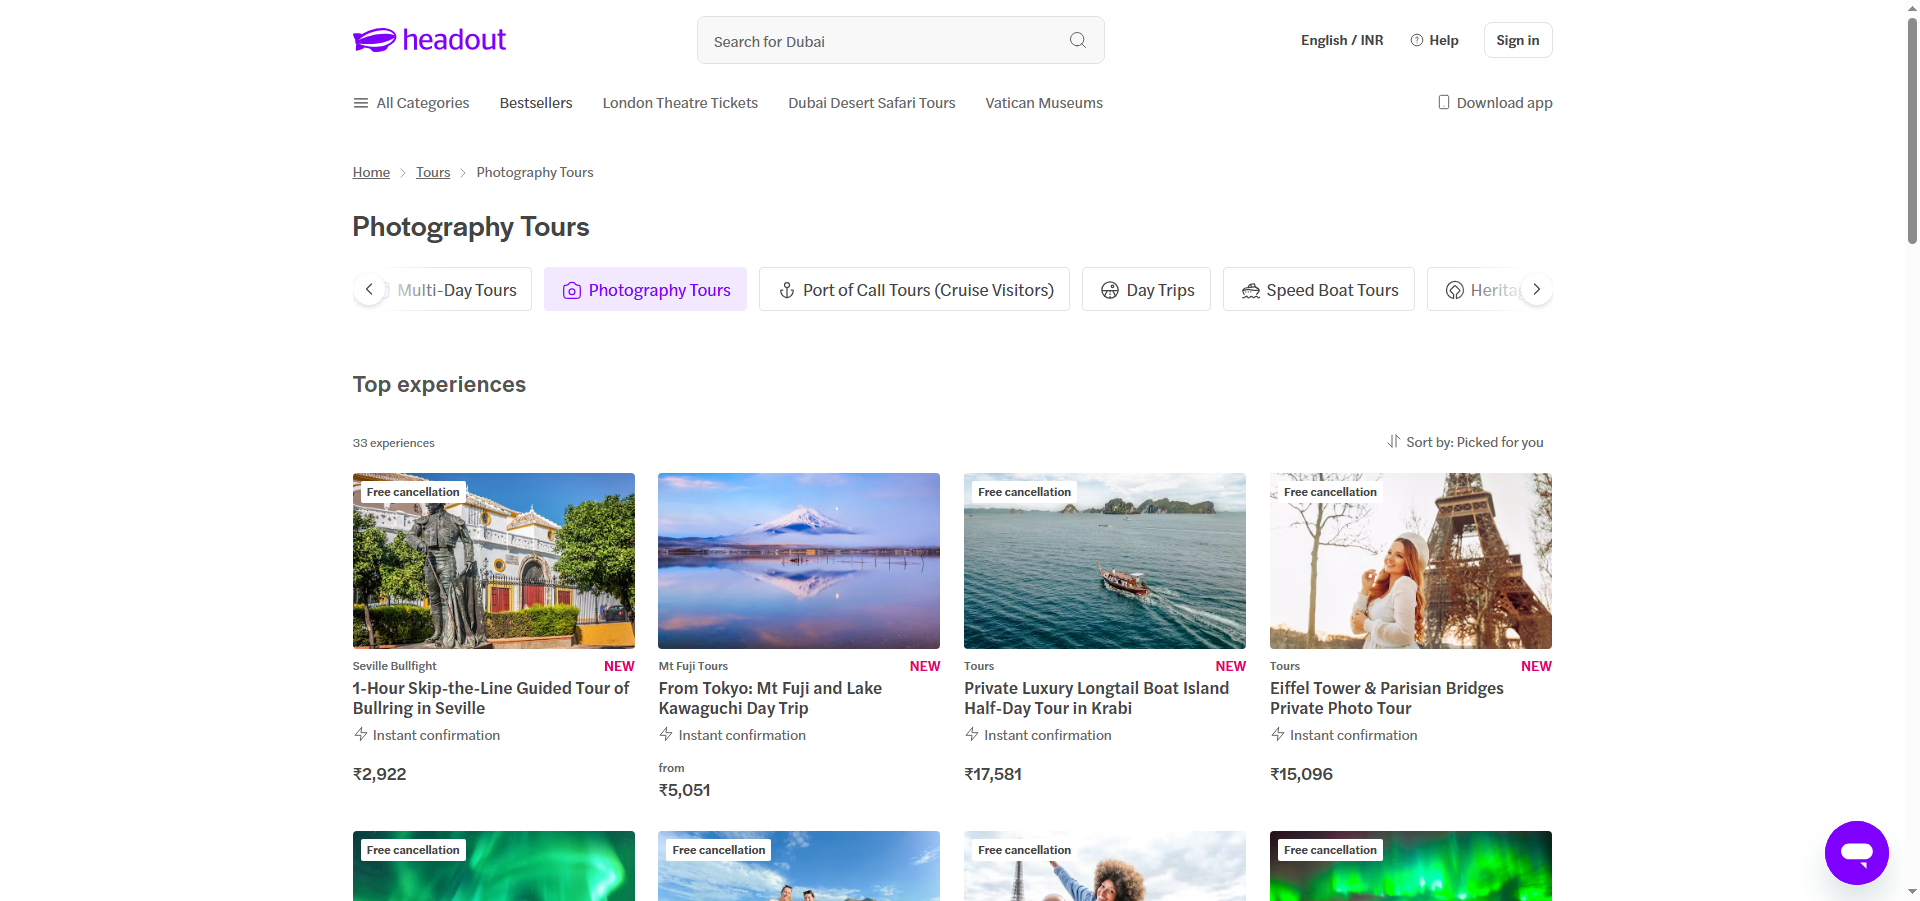 headout
Search for Dubai
English / INR
Help
Sign in
All Categories
Bestsellers
London Theatre Tickets
Dubai Desert Safari Tours
Vatican Museums
Download app
Home
Tours
Photography Tours
Photography Tours
Multi-Day Tours
Photography Tours
Port of Call Tours (Cruise Visitors)
Day Trips
Speed Boat Tours
Top experiences
33 experiences
Sort by: Picked for you
Free cancellation
Free cancellation
Free cancellation
Seville Bullfight
NEW
1-Hour Skip-the-Line Guided Tour of
Bullring in Seville
Instant confirmation
₹2,922
Mt Fuji Tours
NEW
From Tokyo: Mt Fuji and Lake
Kawaguchi Day Trip
Instant confirmation
from
₹5,051
Tours
NEW
Private Luxury Longtail Boat Island
Half-Day Tour in Krabi
Instant confirmation
₹17,581
Tours
NEW
Eiffel Tower & Parisian Bridges
Private Photo Tour
Instant confirmation
₹15,096
Free cancellation
Free cancellation
Free cancellation
Free cancellation